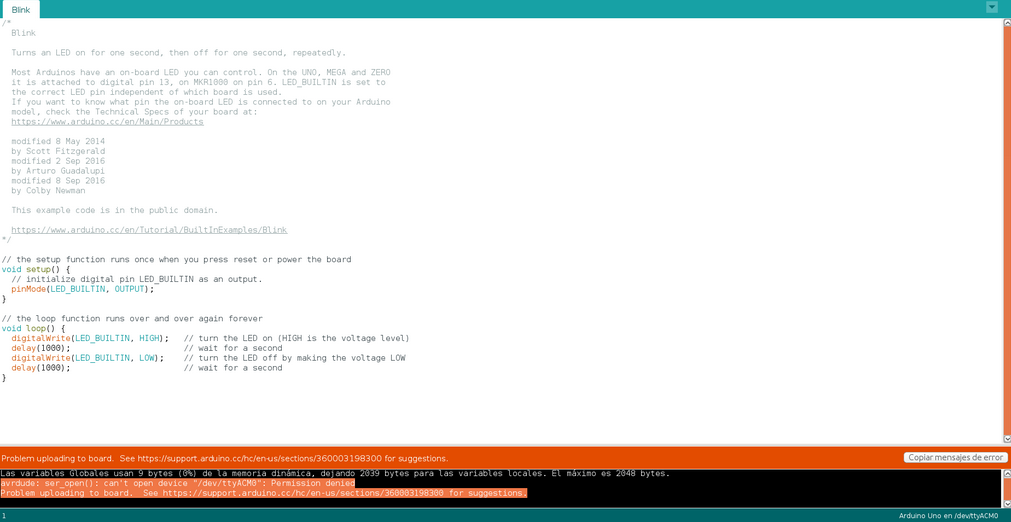 Blink
/*
  Blink

  Turns an LED on for one second, then off for one second, repeatedly.

  Most Arduinos have an on-board LED you can control. On the UNO, MEGA and ZERO
  it is attached to digital pin 13, on MKR1000 on pin 6. LED_BUILTIN is set to
  the correct LED pin independent of which board is used.
  If you want to know what pin the on-board LED is connected to on your Arduino
  model, check the Technical Specs of your board at:
  https://www.arduino.cc/en/Main/Products

  modified 8 May 2014
  by Scott Fitzgerald
  modified 2 Sep 2016
  by Arturo Guadalupi
  modified 8 Sep 2016
  by Colby Newman

  This example code is in the public domain.

  https://www.arduino.cc/en/Tutorial/BuiltInExamples/Blink
*/

// the setup function runs once when you press reset or power the board
void setup() {
  // initialize digital pin LED_BUILTIN as an output.
  pinMode(LED_BUILTIN, OUTPUT);
}

// the loop function runs over and over again forever
void loop() {
  digitalWrite(LED_BUILTIN, HIGH);   // turn the LED on (HIGH is the voltage level)
  delay(1000);                       // wait for a second
  digitalWrite(LED_BUILTIN, LOW);    // turn the LED off by making the voltage LOW
  delay(1000);                       // wait for a second
}
Problem uploading to board.  See https://support.arduino.cc/hc/en-us/sections/360003198300 for suggestions.
Copiar mensajes de error
Las variables Globales usan 9 bytes (0%) de la memoria dinámica, dejando 2039 bytes para las variables locales. El máximo es 2048 bytes.
avrdude: ser_open(): can't open device "/dev/ttyACM0": Permission denied
Problem uploading to board.  See https://support.arduino.cc/hc/en-us/sections/360003198300 for suggestions.
1
Arduino Uno en /dev/ttyACM0